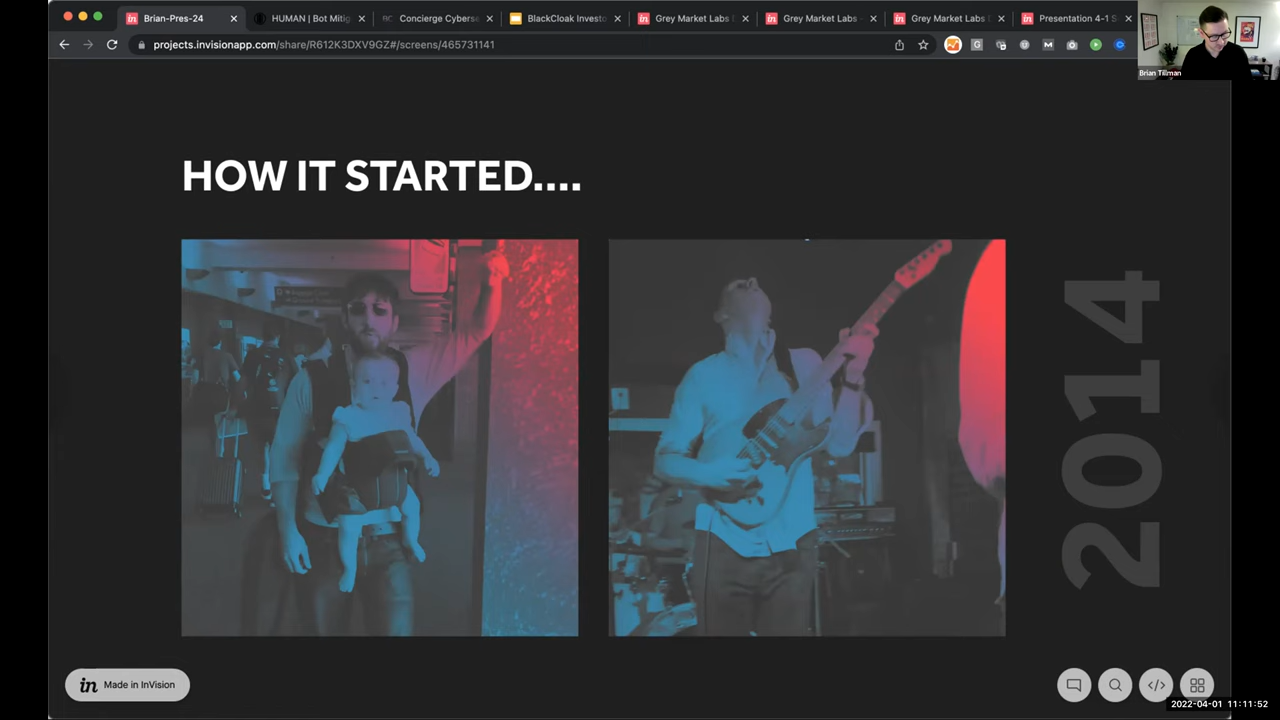 Brian-Pres-24
HUMAN | Bot Mitig
Concierge Cyberse
BlackCloak Investo
Grey Market Labs D
Grey Market Labs
Grey Market Labs D
Presentation 4-1 S
projects.invisionapp.com/share/R612K3DXV9GZ#/screens/465731141
Brian Tillman
HOW IT STARTED....
2014
in Made in InVision
2022-04-01 11:11:52